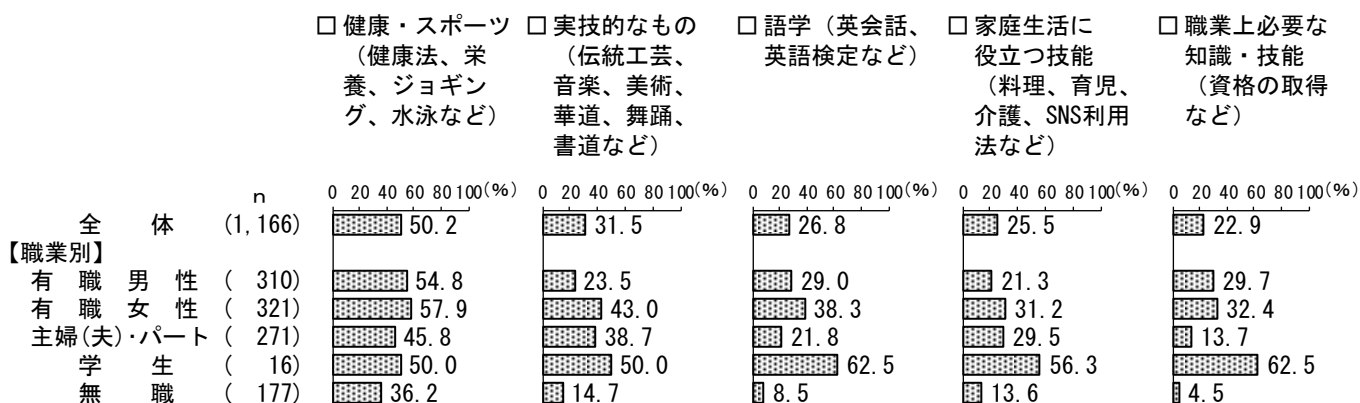 □ 健康・スポーツ □ 実技的なもの □ 語学（英会話、 □ 家庭生活に □ 職業上必要な
（健康法、栄 （伝統工芸、 英語検定など） 役立つ技能 知識・技能
養、ジョギン 音楽、美術、 （料理、育児、 （資格の取得
グ、水泳など） 華道、舞踊、 介護、SNS利用 など）
書道など） 法など）
n 0 20 40 60 80 100(%) 0 20 40 60 80 100(%) 0 20 40 60 80 100(%) 0 20 40 60 80 100(%) 0 20 40 60 80 100(%)
全 体 (1,166) 50.2 31.5 26.8 25.5 22.9
【職業別】
有 職 男 性 ( 310) 54.8 23.5 29.0 21.3 29.7
有 職 女 性 ( 321) 57.9 43.0 38.3 31.2 32.4
主婦(夫)・パート ( 271) 45.8 38.7 21.8 29.5 13.7
学 生 ( 16) 50.0 50.0 62.5 56.3 62.5
無 職 ( 177) 36.2 14.7 8.5 13.6 4.5